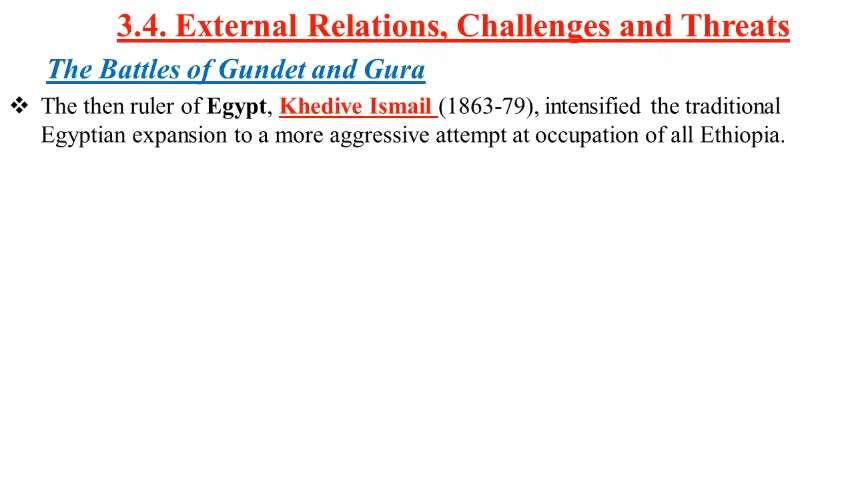 3.4. External Relations, Challenges and Threats
The Battles of Gundet and Gura
❖ The then ruler of Egypt, Khedive Ismail (1863-79), intensified the traditional
Egyptian expansion to a more aggressive attempt at occupation of all Ethiopia.